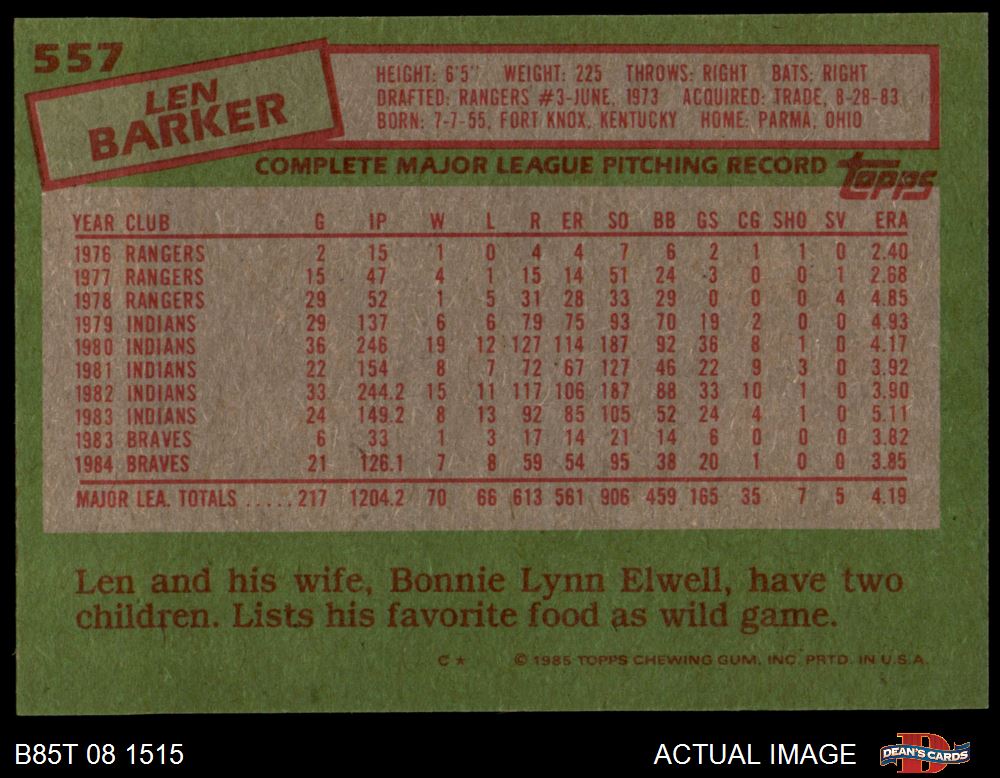 557
LEN
BARKER
HEIGHT: 6'5" WEIGHT: 225 THROWS: RIGHT BATS: RIGHT
DRAFTED: RANGERS #3-JUNE, 1973 ACQUIRED: TRADE, 8-28-83
BORN: 7-7-55, FORT KNOX, KENTUCKY HOME: PARMA, OHIO
COMPLETE MAJOR LEAGUE PITCHING RECORD topps
YEAR CLUB G IP W L R ER SO BB GS CG SHO SV ERA
1976 RANGERS 2 15 1 0 4 4 7 6 2 1 1 0 2.40
1977 RANGERS 15 47 4 1 15 14 51 24 3 0 0 1 2.68
1978 RANGERS 29 52 1 5 31 28 33 29 0 0 0 4 4.85
1979 INDIANS 29 137 6 6 79 75 93 70 19 2 0 0 4.93
1980 INDIANS 36 246 19 12 127 114 187 92 36 8 1 0 4.17
1981 INDIANS 22 154 8 7 72 67 127 46 22 9 3 0 3.92
1982 INDIANS 33 244.2 15 11 117 106 187 88 33 10 1 0 3.90
1983 INDIANS 24 149.2 8 13 92 85 105 52 24 4 1 0 5.11
1983 BRAVES 6 33 1 3 17 14 21 14 6 0 0 0 3.82
1984 BRAVES 21 126.1 7 8 59 54 95 38 20 1 0 0 3.85
MAJOR LEA. TOTALS ..... 217 1204.2 70 66 613 561 906 459 165 35 7 5 4.19
Len and his wife, Bonnie Lynn Elwell, have two
children. Lists his favorite food as wild game.
C* © 1985 TOPPS CHEWING GUM, INC. PRTD. IN U.S.A.
B85T 08 1515 ACTUAL IMAGE DEAN'S CARDS